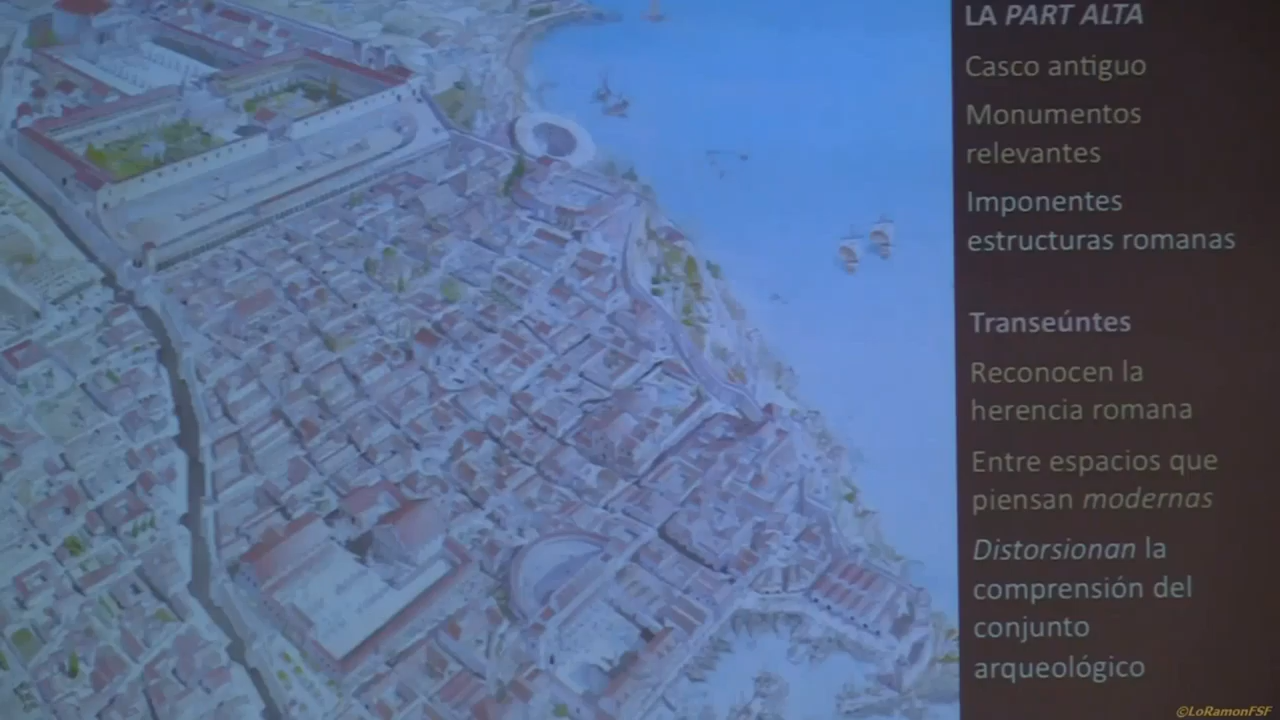 LA PART ALTA
Casco antiguo
Monumentos
relevantes
Imponentes
estructuras romanas
Transeúntes
Reconocen la
herencia romana
Entre espacios que
piensan modernas
Distorsionan la
comprensión del
conjunto
arqueológico
©LoRamonFSF